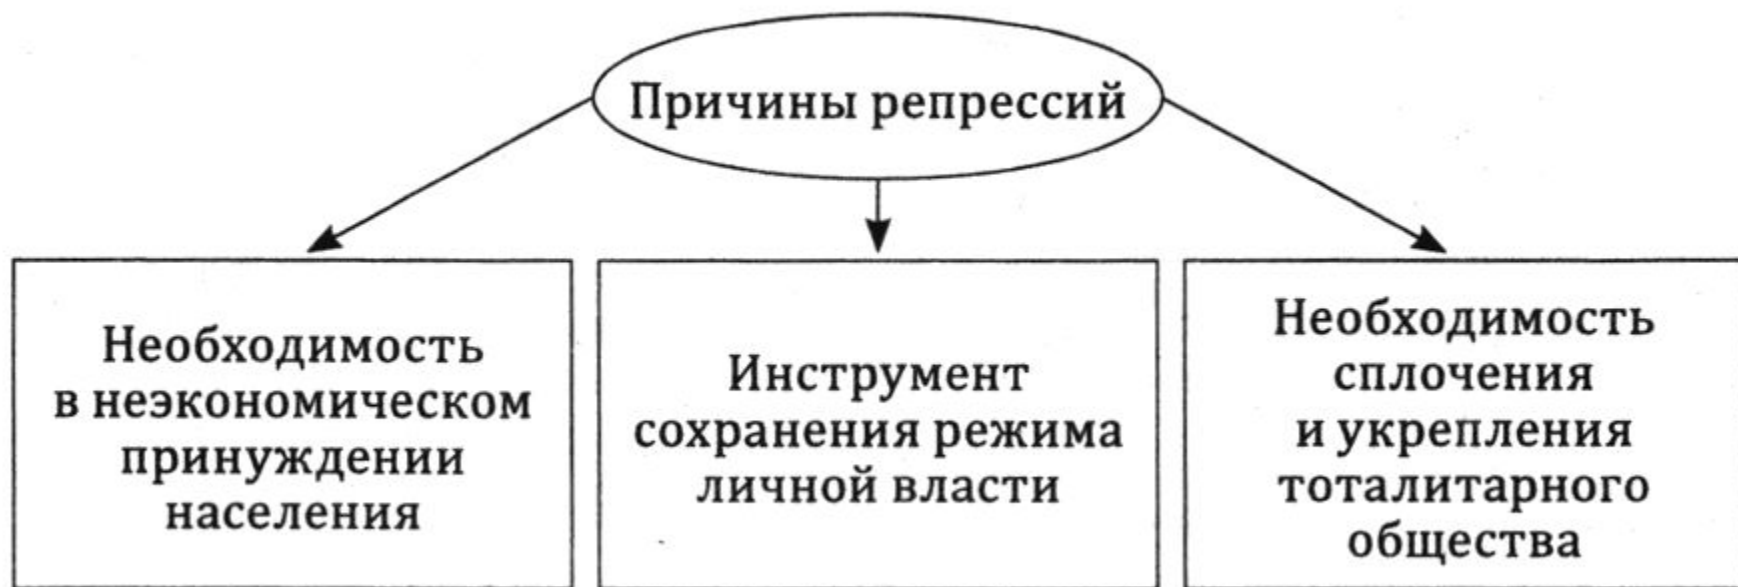 Причины репрессий
Необходимость
в неэкономическом
принуждении
населения
Инструмент
сохранения режима
личной власти
Необходимость
сплочения
и укрепления
тоталитарного
общества